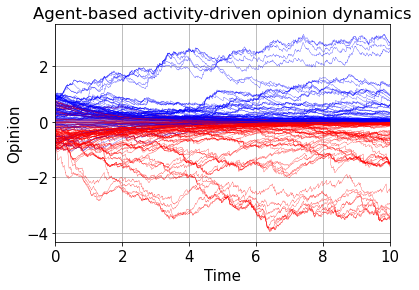 Agent-based activity-driven opinion dynamics
2
0
−2
−4
Opinion
0 2 4 6 8 10
Time